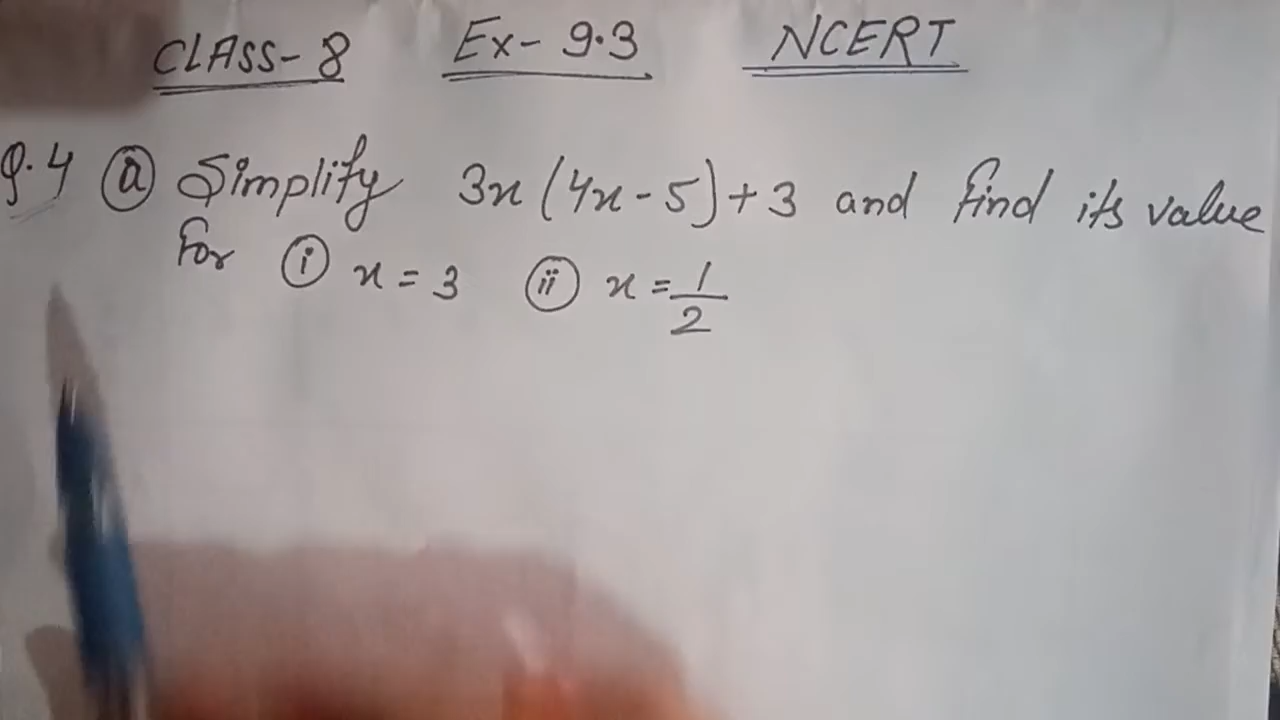 CLASS-8 Ex- 9.3 NCERT
Q.4 (a) Simplify 3x(4x-5)+3 and find its value
for (i) x = 3 (ii) x = 1/2